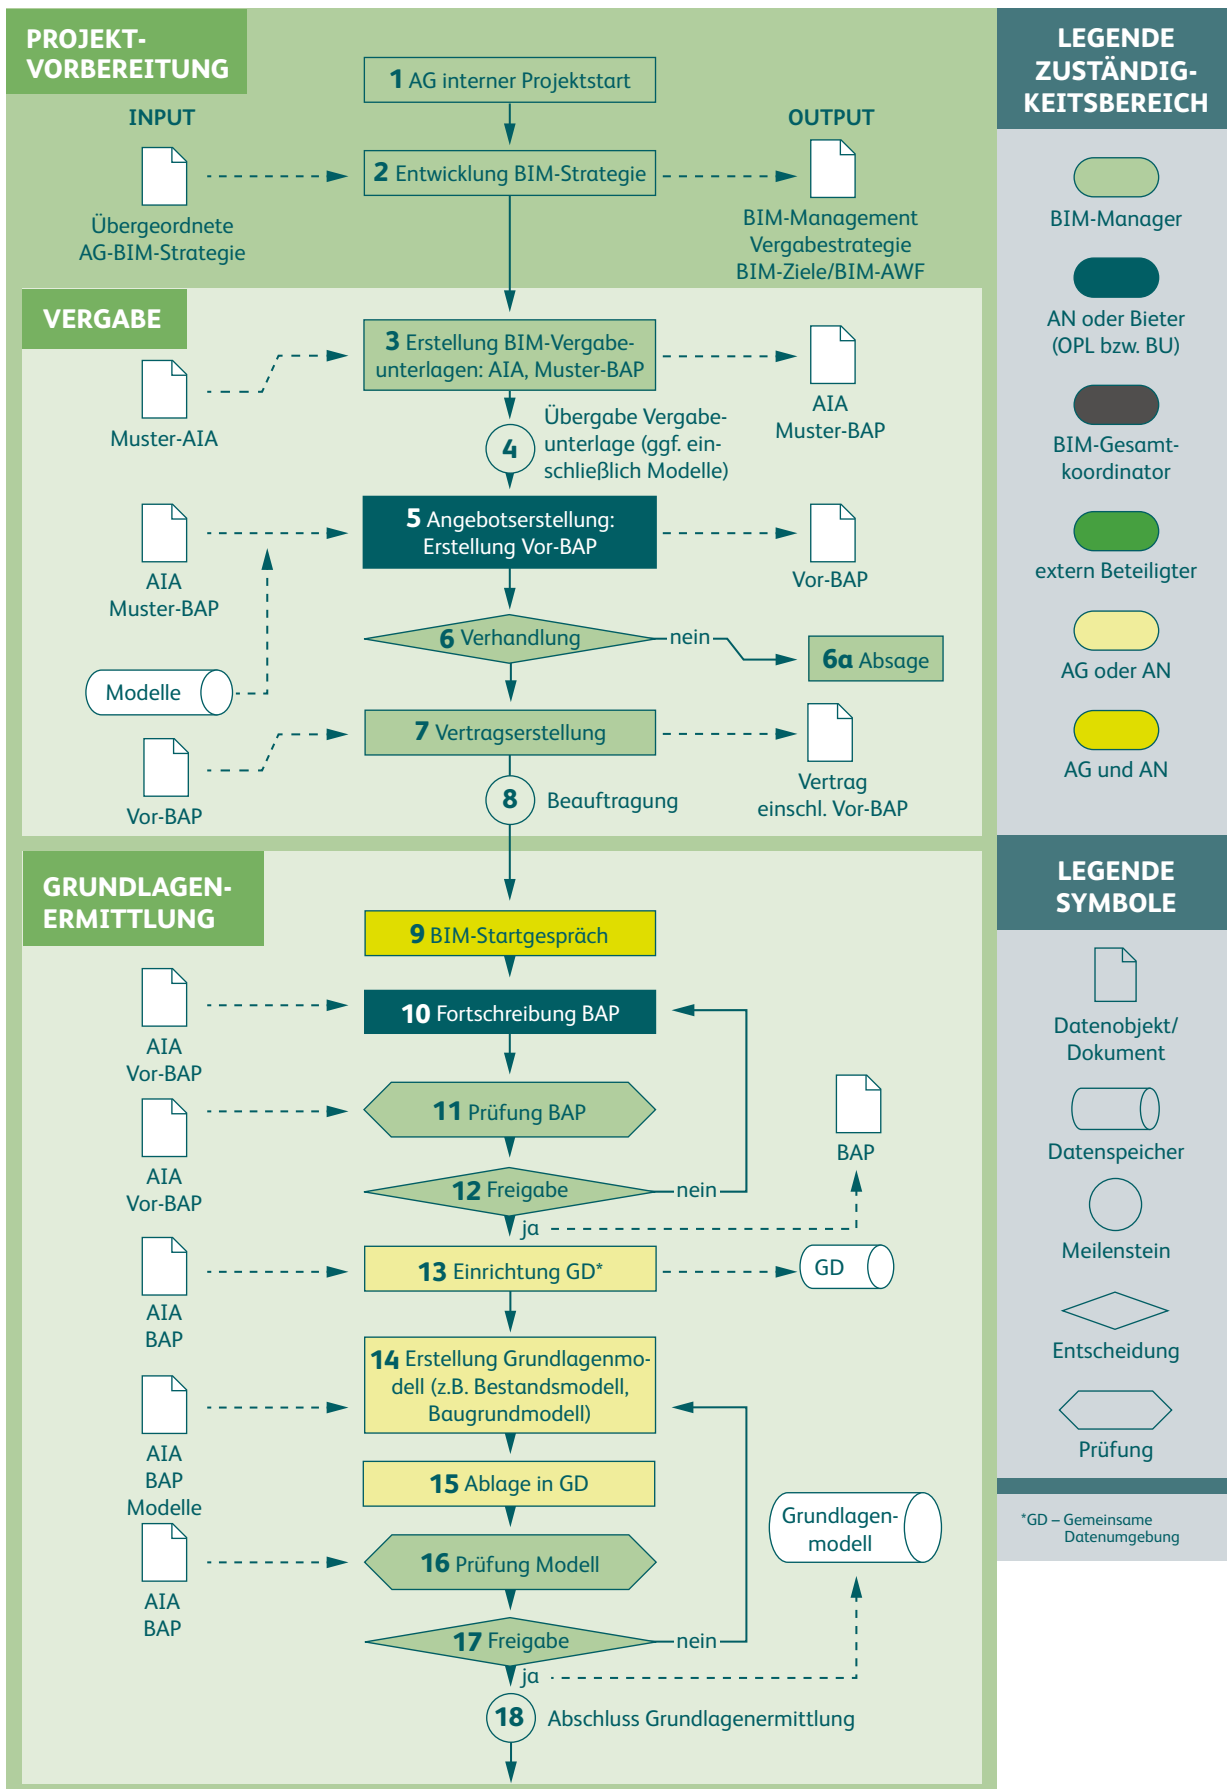 PROJEKT-
VORBEREITUNG
1 AG interner Projektstart
INPUT
OUTPUT
2 Entwicklung BIM-Strategie
Übergeordnete
AG-BIM-Strategie
BIM-Management
Vergabestrategie
BIM-Ziele/BIM-AWF
VERGABE
3 Erstellung BIM-Vergabe-
unterlagen: AIA, Muster-BAP
Muster-AIA
AIA
Muster-BAP
4
Übergabe Vergabe-
unterlage (ggf. ein-
schließlich Modelle)
5 Angebotserstellung:
Erstellung Vor-BAP
AIA
Muster-BAP
Vor-BAP
6 Verhandlung
nein
6a Absage
Modelle
7 Vertragserstellung
Vor-BAP
Vertrag
einschl. Vor-BAP
8
Beauftragung
GRUNDLAGEN-
ERMITTLUNG
9 BIM-Startgespräch
10 Fortschreibung BAP
AIA
Vor-BAP
11 Prüfung BAP
AIA
Vor-BAP
BAP
12 Freigabe
nein
ja
13 Einrichtung GD*
GD
AIA
BAP
14 Erstellung Grundlagenmo-
dell (z.B. Bestandsmodell,
Baugrundmodell)
AIA
BAP
Modelle
15 Ablage in GD
Grundlagen-
modell
16 Prüfung Modell
AIA
BAP
17 Freigabe
nein
ja
18
Abschluss Grundlagenermittlung
LEGENDE
ZUSTÄNDIG-
KEITSBEREICH
BIM-Manager
AN oder Bieter
(OPL bzw. BU)
BIM-Gesamt-
koordinator
extern Beteiligter
AG oder AN
AG und AN
LEGENDE
SYMBOLE
Datenobjekt/
Dokument
Datenspeicher
Meilenstein
Entscheidung
Prüfung
*GD – Gemeinsame
Datenumgebung